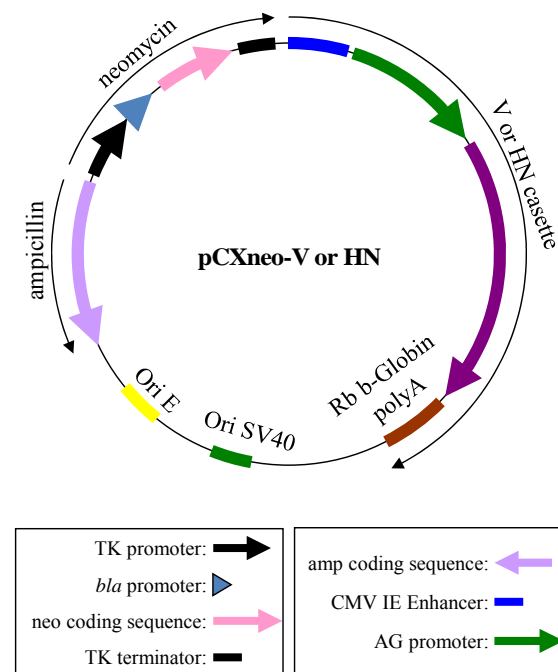 neomycin
V or HN casette
ampicillin
pCXneo-V or HN
Rb b-Globin
polyA
Ori E
Ori SV40
TK promoter:
bla promoter:
neo coding sequence:
TK terminator:
amp coding sequence:
CMV IE Enhancer:
AG promoter: